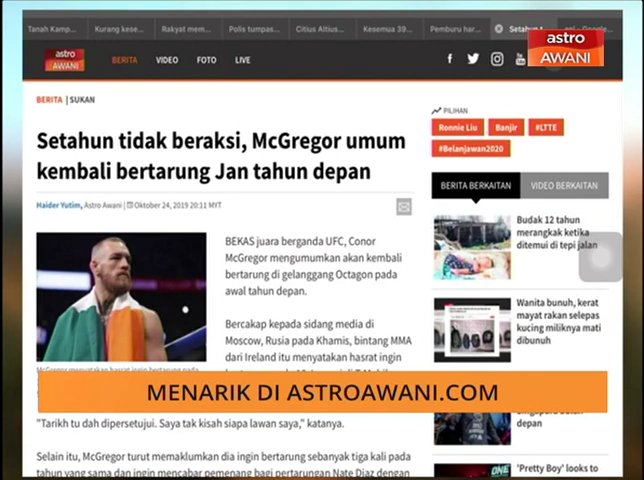 Tanah Kamp...
Kurang kese...
Rakyat mem...
Polis tumpas...
Citius Altius...
Kesemua 39...
Pemburu har...
astro
AWANI
BERITA
VIDEO
FOTO
LIVE
astro
AWANI
BERITA | SUKAN
Setahun tidak beraksi, McGregor umum
kembali bertarung Jan tahun depan
Haider Yutim, Astro Awani | Oktober 24, 2019 20:11 MYT
BEKAS juara berganda UFC, Conor
McGregor mengumumkan akan kembali
bertarung di gelanggang Octagon pada
awal tahun depan.
Bercakap kepada sidang media di
Moscow, Rusia pada Khamis, bintang MMA
dari Ireland itu menyatakan hasrat ingin
McGregor menyatakan hasrat ingin bertarung pada
MENARIK DI ASTROAWANI.COM
"Tarikh tu dah dipersetujui. Saya tak kisah siapa lawan saya," katanya.
Selain itu, McGregor turut memaklumkan dia ingin bertarung sebanyak tiga kali pada
tahun yang sama dan ingin mencabar pemenang bagi pertarungan Nate Diaz dengan
PILIHAN
Ronnie Liu
Banjir
#LTTE
#Belanjawan2020
BERITA BERKAITAN
VIDEO BERKAITAN
Budak 12 tahun
merangkak ketika
ditemui di tepi jalan
Wanita bunuh, kerat
mayat rakan selepas
kucing miliknya mati
dibunuh
depan
'Pretty Boy' looks to